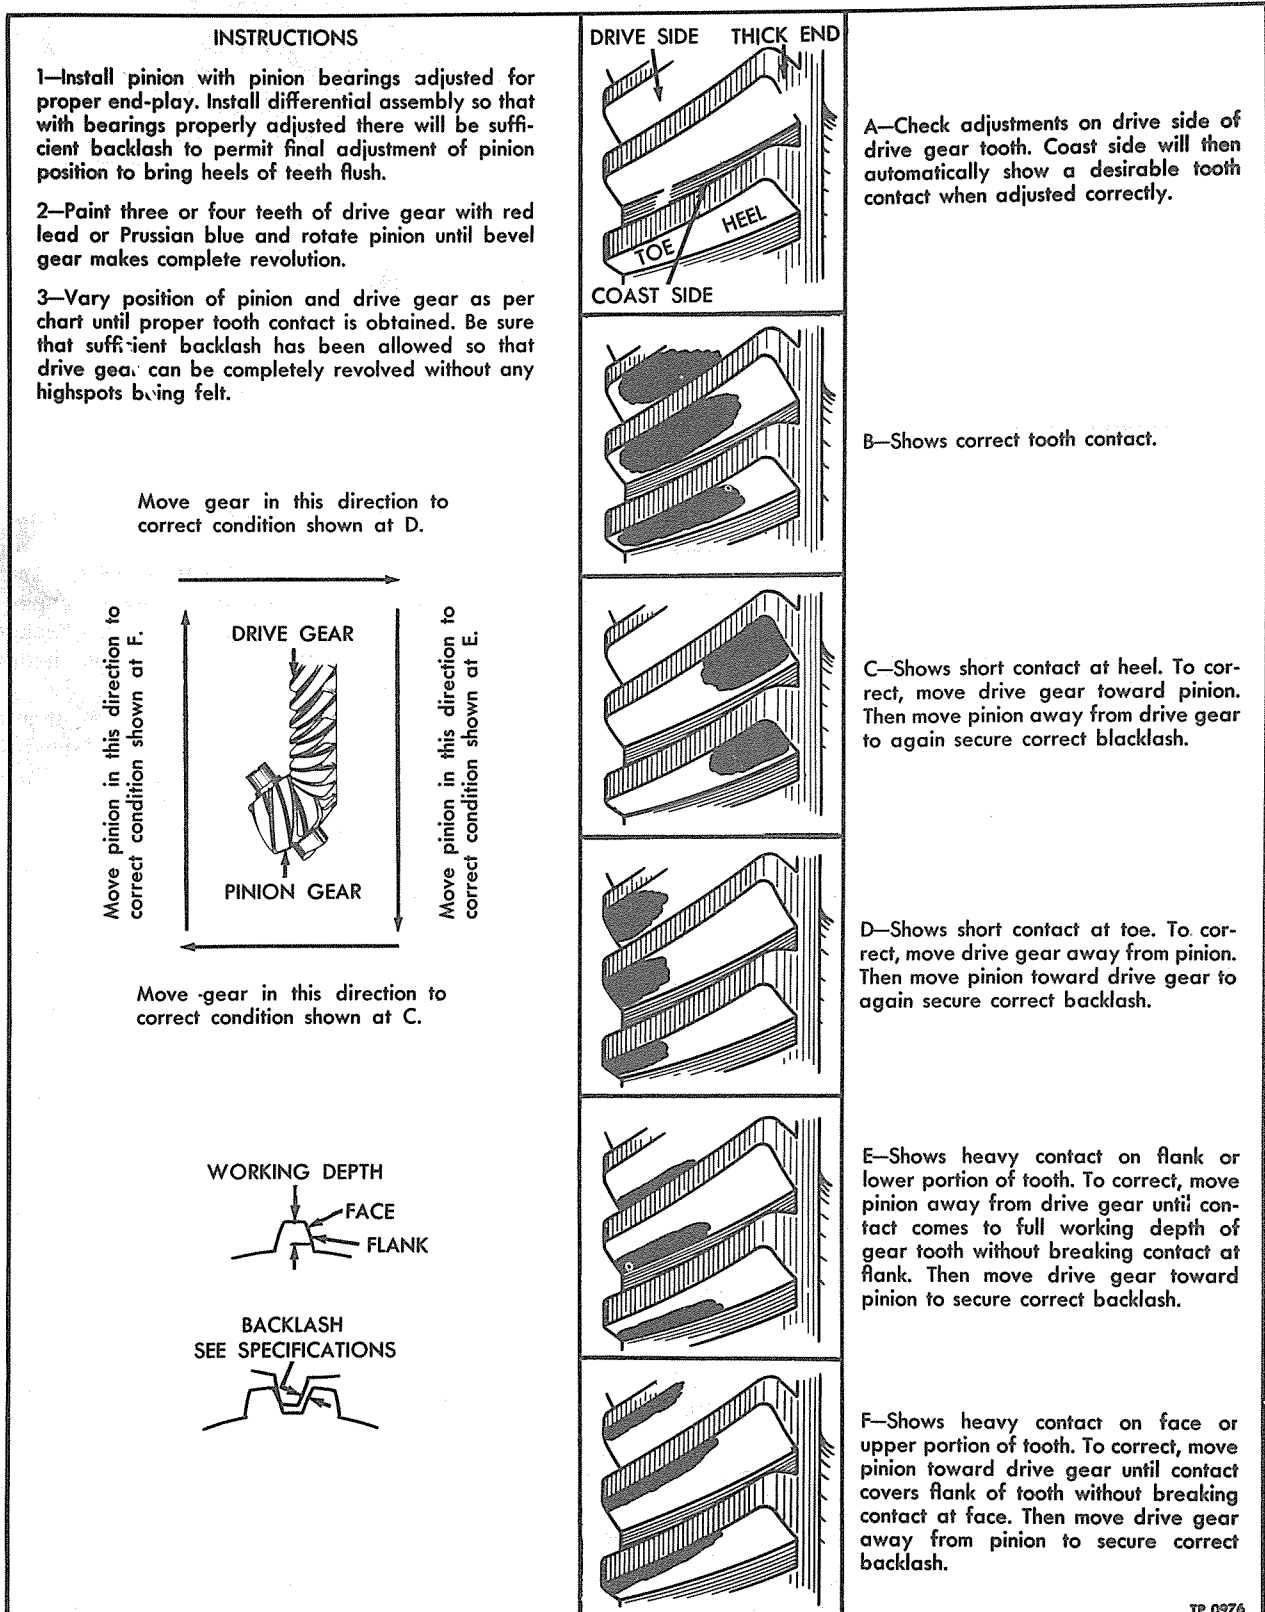 INSTRUCTIONS
1—Install pinion with pinion bearings adjusted for
proper end-play. Install differential assembly so that
with bearings properly adjusted there will be suffi-
cient backlash to permit final adjustment of pinion
position to bring heels of teeth flush.
2—Paint three or four teeth of drive gear with red
lead or Prussian blue and rotate pinion until bevel
gear makes complete revolution.
3—Vary position of pinion and drive gear as per
chart until proper tooth contact is obtained. Be sure
that sufficient backlash has been allowed so that
drive gear can be completely revolved without any
highspots being felt.
Move gear in this direction to
correct condition shown at D.
Move pinion in this direction to
correct condition shown at F.
DRIVE GEAR
PINION GEAR
Move pinion in this direction to
correct condition shown at E.
Move gear in this direction to
correct condition shown at C.
WORKING DEPTH
FACE
FLANK
BACKLASH
SEE SPECIFICATIONS
DRIVE SIDE THICK END
HEEL
TOE
COAST SIDE
A—Check adjustments on drive side of
drive gear tooth. Coast side will then
automatically show a desirable tooth
contact when adjusted correctly.
B—Shows correct tooth contact.
C—Shows short contact at heel. To cor-
rect, move drive gear toward pinion.
Then move pinion away from drive gear
to again secure correct blacklash.
D—Shows short contact at toe. To cor-
rect, move drive gear away from pinion.
Then move pinion toward drive gear to
again secure correct backlash.
E—Shows heavy contact on flank or
lower portion of tooth. To correct, move
pinion away from drive gear until con-
tact comes to full working depth of
gear tooth without breaking contact at
flank. Then move drive gear toward
pinion to secure correct backlash.
F—Shows heavy contact on face or
upper portion of tooth. To correct, move
pinion toward drive gear until contact
covers flank of tooth without breaking
contact at face. Then move drive gear
away from pinion to secure correct
backlash.
TP 0976